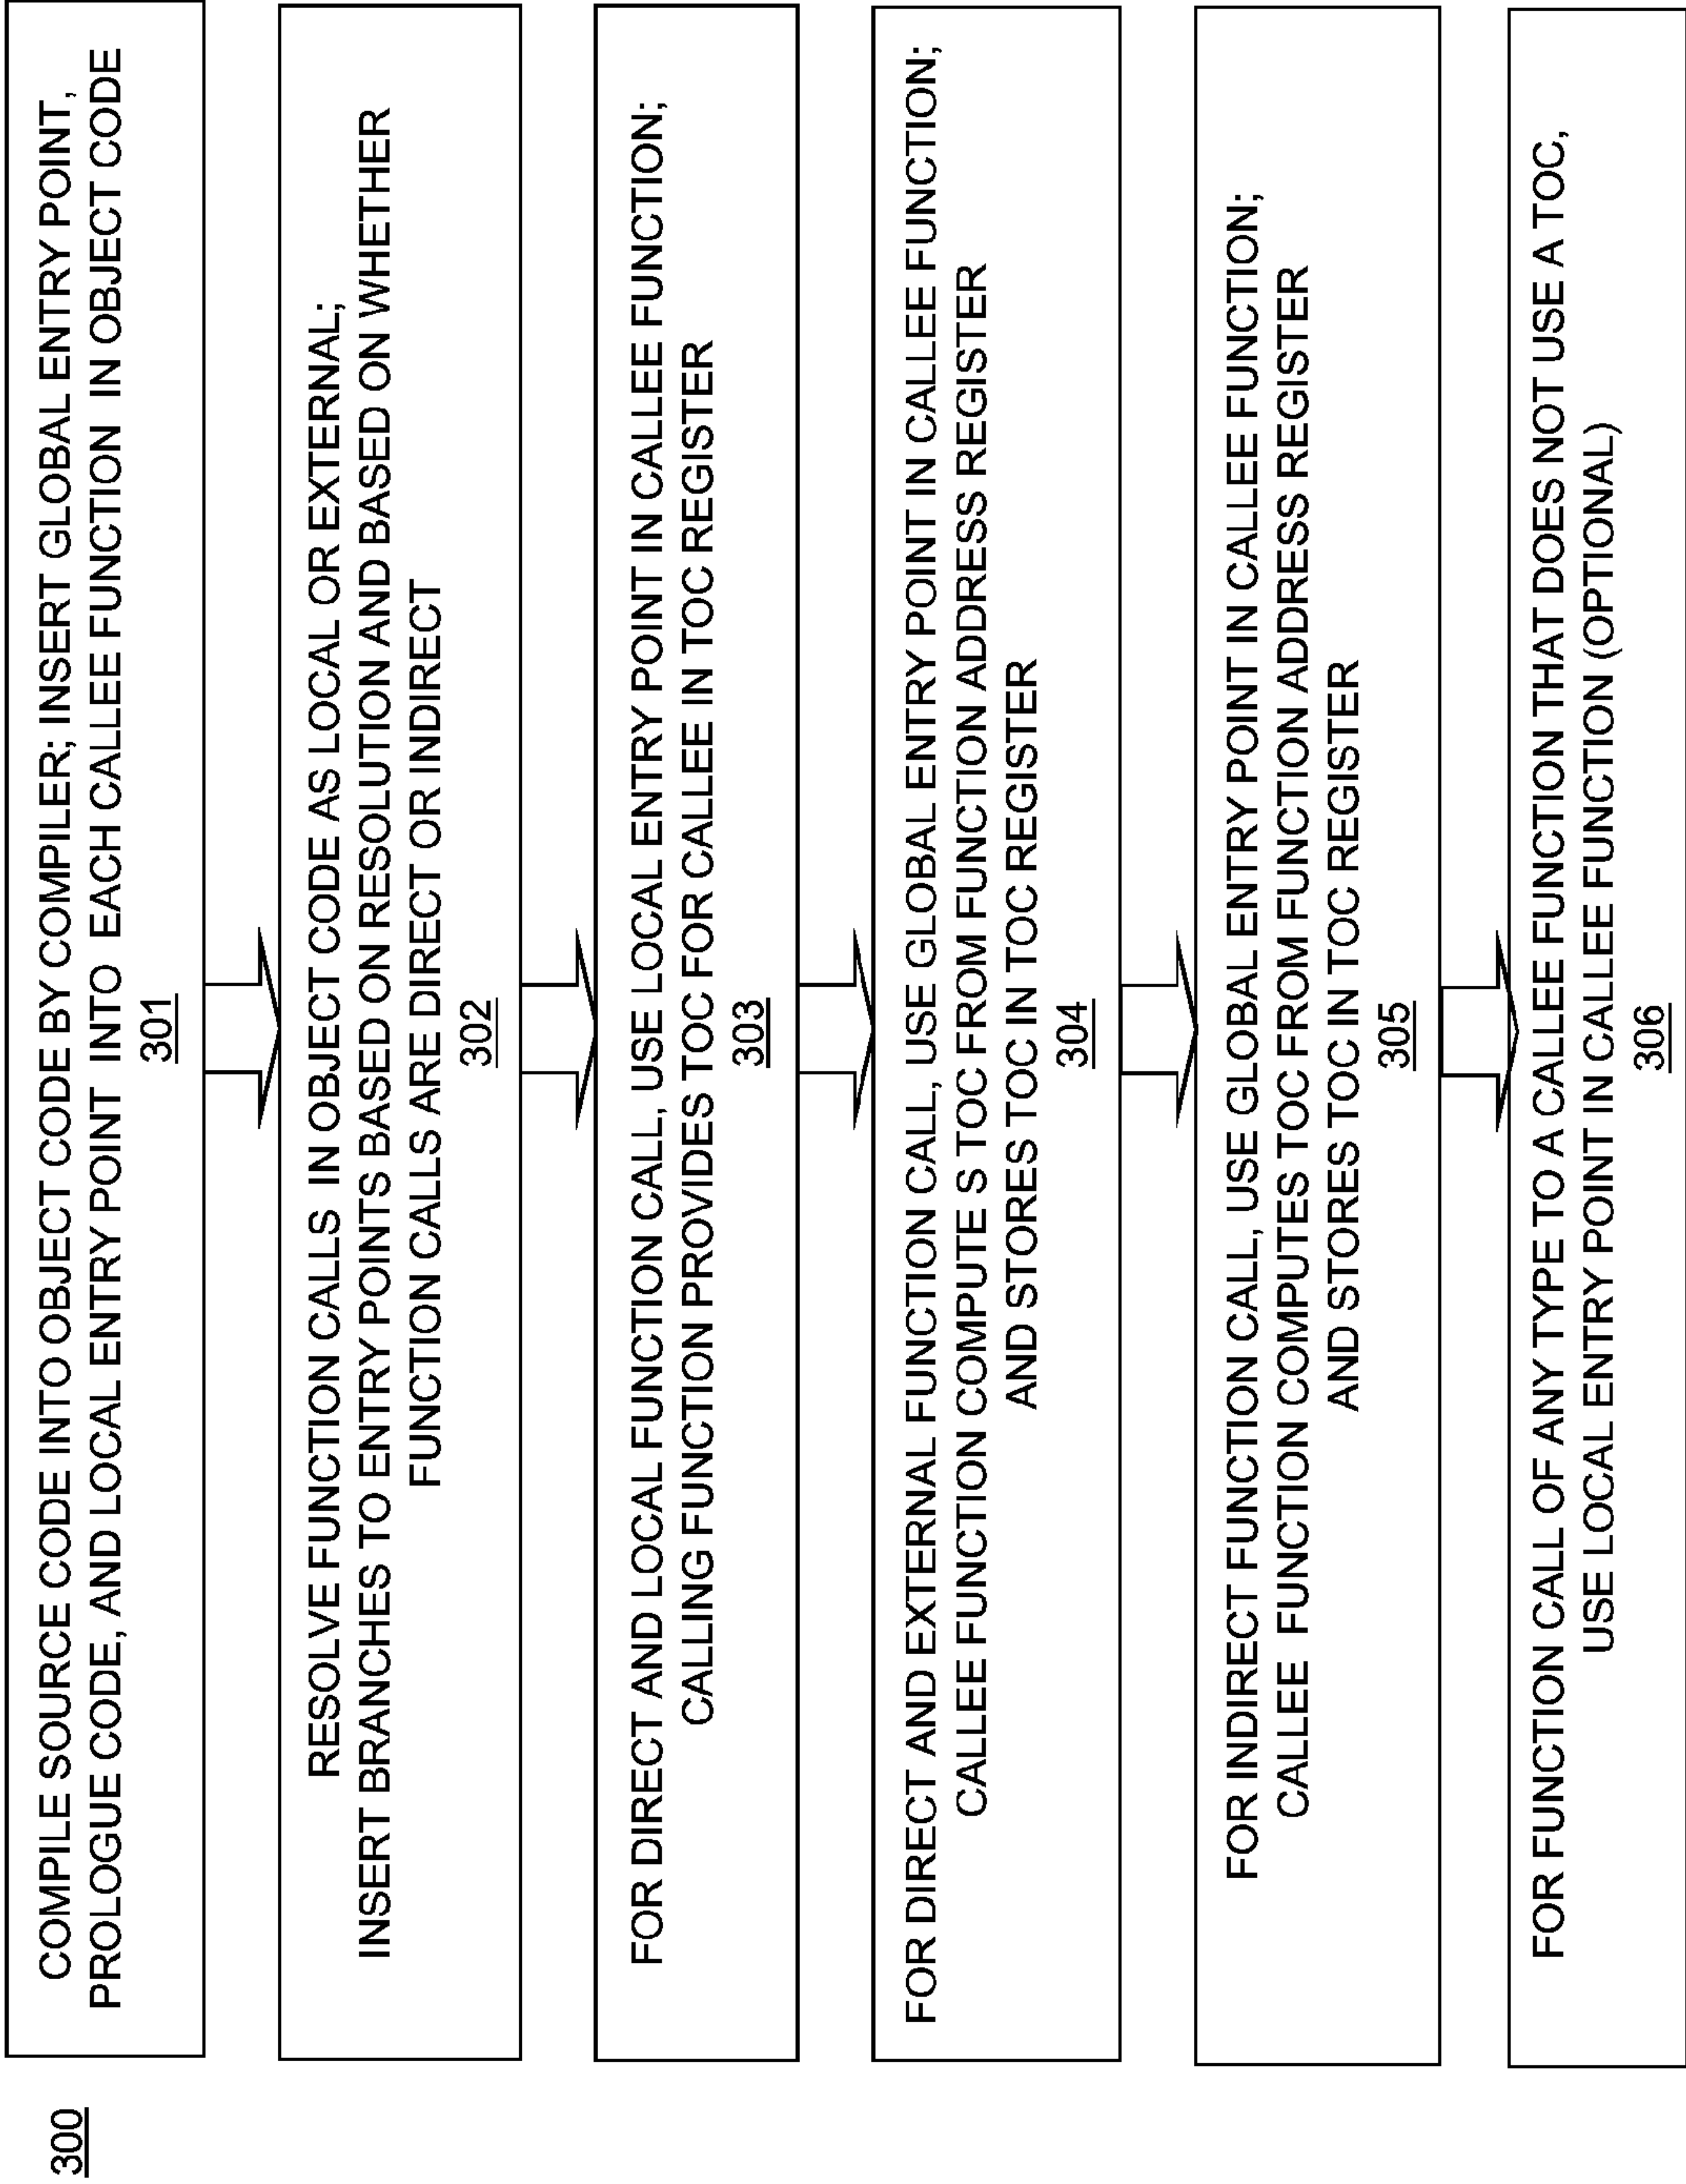 300
COMPILE SOURCE CODE INTO OBJECT CODE BY COMPILER; INSERT GLOBAL ENTRY POINT,
PROLOGUE CODE, AND LOCAL ENTRY POINT INTO EACH CALLEE FUNCTION IN OBJECT CODE
301
RESOLVE FUNCTION CALLS IN OBJECT CODE AS LOCAL OR EXTERNAL;
INSERT BRANCHES TO ENTRY POINTS BASED ON RESOLUTION AND BASED ON WHETHER
FUNCTION CALLS ARE DIRECT OR INDIRECT
302
FOR DIRECT AND LOCAL FUNCTION CALL, USE LOCAL ENTRY POINT IN CALLEE FUNCTION;
CALLING FUNCTION PROVIDES TOC FOR CALLEE IN TOC REGISTER
303
FOR DIRECT AND EXTERNAL FUNCTION CALL, USE GLOBAL ENTRY POINT IN CALLEE FUNCTION;
CALLEE FUNCTION COMPUTE S TOC FROM FUNCTION ADDRESS REGISTER
AND STORES TOC IN TOC REGISTER
304
FOR INDIRECT FUNCTION CALL, USE GLOBAL ENTRY POINT IN CALLEE FUNCTION;
CALLEE FUNCTION COMPUTES TOC FROM FUNCTION ADDRESS REGISTER
AND STORES TOC IN TOC REGISTER
305
FOR FUNCTION CALL OF ANY TYPE TO A CALLEE FUNCTION THAT DOES NOT USE A TOC,
USE LOCAL ENTRY POINT IN CALLEE FUNCTION (OPTIONAL)
306